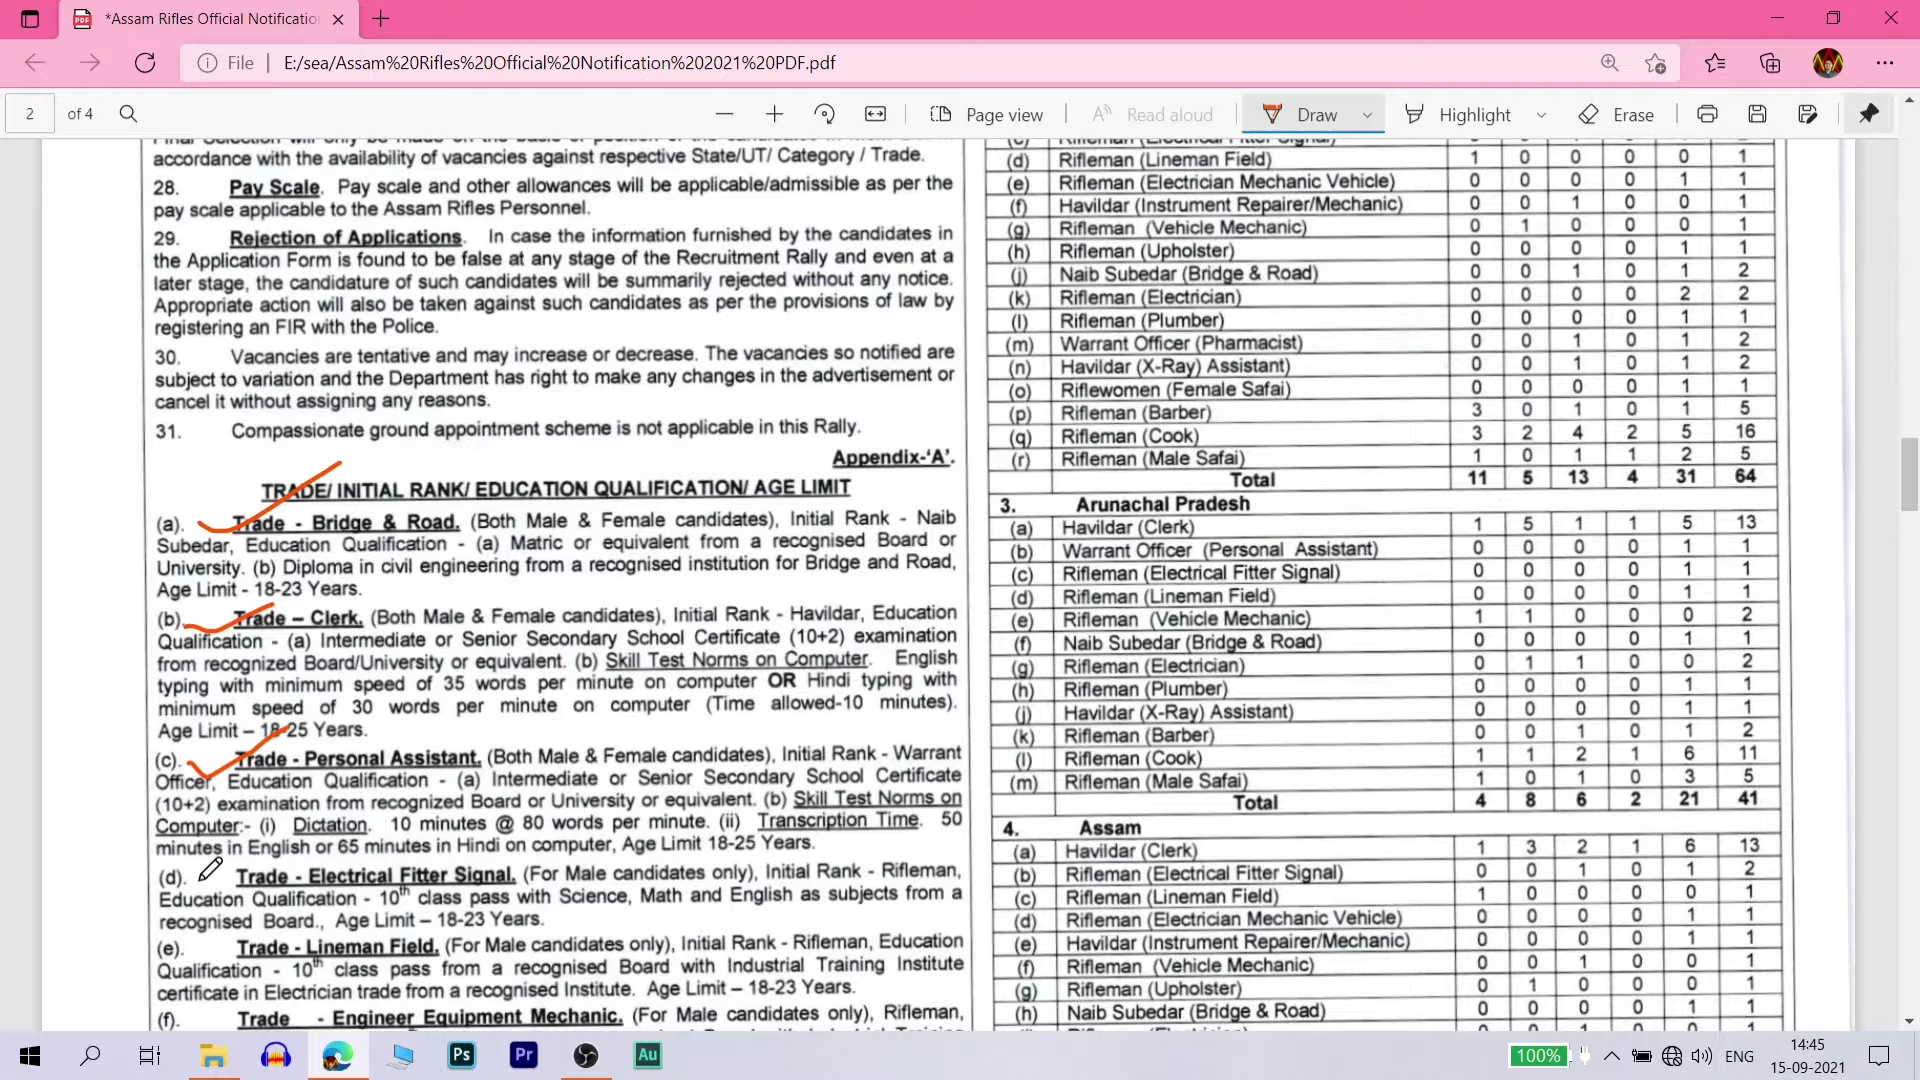 *Assam Rifles Official Notificatio
File
E:/sea/Assam%20Rifles%20Official%20Notification%202021%20PDF.pdf
2 of 4
Page view
Read aloud
Draw
Highlight
Erase
accordance with the availability of vacancies against respective State/UT/ Category / Trade.
28. Pay Scale. Pay scale and other allowances will be applicable/admissible as per the
pay scale applicable to the Assam Rifles Personnel.
29. Rejection of Applications. In case the information furnished by the candidates in
the Application Form is found to be false at any stage of the Recruitment Rally and even at a
later stage, the candidature of such candidates will be summarily rejected without any notice.
Appropriate action will also be taken against such candidates as per the provisions of law by
registering an FIR with the Police.
30. Vacancies are tentative and may increase or decrease. The vacancies so notified are
subject to variation and the Department has right to make any changes in the advertisement or
cancel it without assigning any reasons.
31. Compassionate ground appointment scheme is not applicable in this Rally.
Appendix-'A'.
TRADE/ INITIAL RANK/ EDUCATION QUALIFICATION/ AGE LIMIT
(a). Trade - Bridge & Road. (Both Male & Female candidates), Initial Rank - Naib
Subedar, Education Qualification - (a) Matric or equivalent from a recognised Board or
University. (b) Diploma in civil engineering from a recognised institution for Bridge and Road,
Age Limit - 18-23 Years.
(b). Trade – Clerk. (Both Male & Female candidates), Initial Rank - Havildar, Education
Qualification - (a) Intermediate or Senior Secondary School Certificate (10+2) examination
from recognized Board/University or equivalent. (b) Skill Test Norms on Computer. English
typing with minimum speed of 35 words per minute on computer OR Hindi typing with
minimum speed of 30 words per minute on computer (Time allowed-10 minutes).
Age Limit – 18-25 Years.
(c). Trade - Personal Assistant. (Both Male & Female candidates), Initial Rank - Warrant
Officer, Education Qualification - (a) Intermediate or Senior Secondary School Certificate
(10+2) examination from recognized Board or University or equivalent. (b) Skill Test Norms on
Computer:- (i) Dictation. 10 minutes @ 80 words per minute. (ii) Transcription Time. 50
minutes in English or 65 minutes in Hindi on computer, Age Limit 18-25 Years.
(d). Trade - Electrical Fitter Signal. (For Male candidates only), Initial Rank - Rifleman,
Education Qualification - 10th class pass with Science, Math and English as subjects from a
recognised Board., Age Limit – 18-23 Years.
(e). Trade - Lineman Field. (For Male candidates only), Initial Rank - Rifleman, Education
Qualification - 10th class pass from a recognised Board with Industrial Training Institute
certificate in Electrician trade from a recognised Institute. Age Limit – 18-23 Years.
(f). Trade - Engineer Equipment Mechanic. (For Male candidates only), Rifleman,
(d) Rifleman (Lineman Field) 1 0 0 0 0 1
(e) Rifleman (Electrician Mechanic Vehicle) 0 0 0 0 1 1
(f) Havildar (Instrument Repairer/Mechanic) 0 0 1 0 0 1
(g) Rifleman (Vehicle Mechanic) 0 1 0 0 0 1
(h) Rifleman (Upholster) 0 0 0 0 1 1
(j) Naib Subedar (Bridge & Road) 0 0 1 0 1 2
(k) Rifleman (Electrician) 0 0 0 0 2 2
(l) Rifleman (Plumber) 0 0 0 0 1 1
(m) Warrant Officer (Pharmacist) 0 0 1 0 1 2
(n) Havildar (X-Ray) Assistant) 0 0 1 0 1 2
(o) Riflewomen (Female Safai) 0 0 0 0 1 1
(p) Rifleman (Barber) 3 0 1 0 1 5
(q) Rifleman (Cook) 3 2 4 2 5 16
(r) Rifleman (Male Safai) 1 0 1 1 2 5
Total 11 5 13 4 31 64
3. Arunachal Pradesh
(a) Havildar (Clerk) 1 5 1 1 5 13
(b) Warrant Officer (Personal Assistant) 0 0 0 0 1 1
(c) Rifleman (Electrical Fitter Signal) 0 0 0 0 1 1
(d) Rifleman (Lineman Field) 0 0 0 0 1 1
(e) Rifleman (Vehicle Mechanic) 1 1 0 0 0 2
(f) Naib Subedar (Bridge & Road) 0 0 0 0 1 1
(g) Rifleman (Electrician) 0 1 1 0 0 2
(h) Rifleman (Plumber) 0 0 0 0 1 1
(j) Havildar (X-Ray) Assistant) 0 0 0 0 1 1
(k) Rifleman (Barber) 0 0 1 0 1 2
(l) Rifleman (Cook) 1 1 2 1 6 11
(m) Rifleman (Male Safai) 1 0 1 0 3 5
Total 4 8 6 2 21 41
4. Assam
(a) Havildar (Clerk) 1 3 2 1 6 13
(b) Rifleman (Electrical Fitter Signal) 0 0 1 0 1 2
(c) Rifleman (Lineman Field) 1 0 0 0 0 1
(d) Rifleman (Electrician Mechanic Vehicle) 0 0 0 0 1 1
(e) Havildar (Instrument Repairer/Mechanic) 0 0 0 0 1 1
(f) Rifleman (Vehicle Mechanic) 0 0 1 0 0 1
(g) Rifleman (Upholster) 0 1 0 0 0 1
(h) Naib Subedar (Bridge & Road) 0 0 0 0 1 1
Ps Pr Au
100%
ENG
14:45
15-09-2021